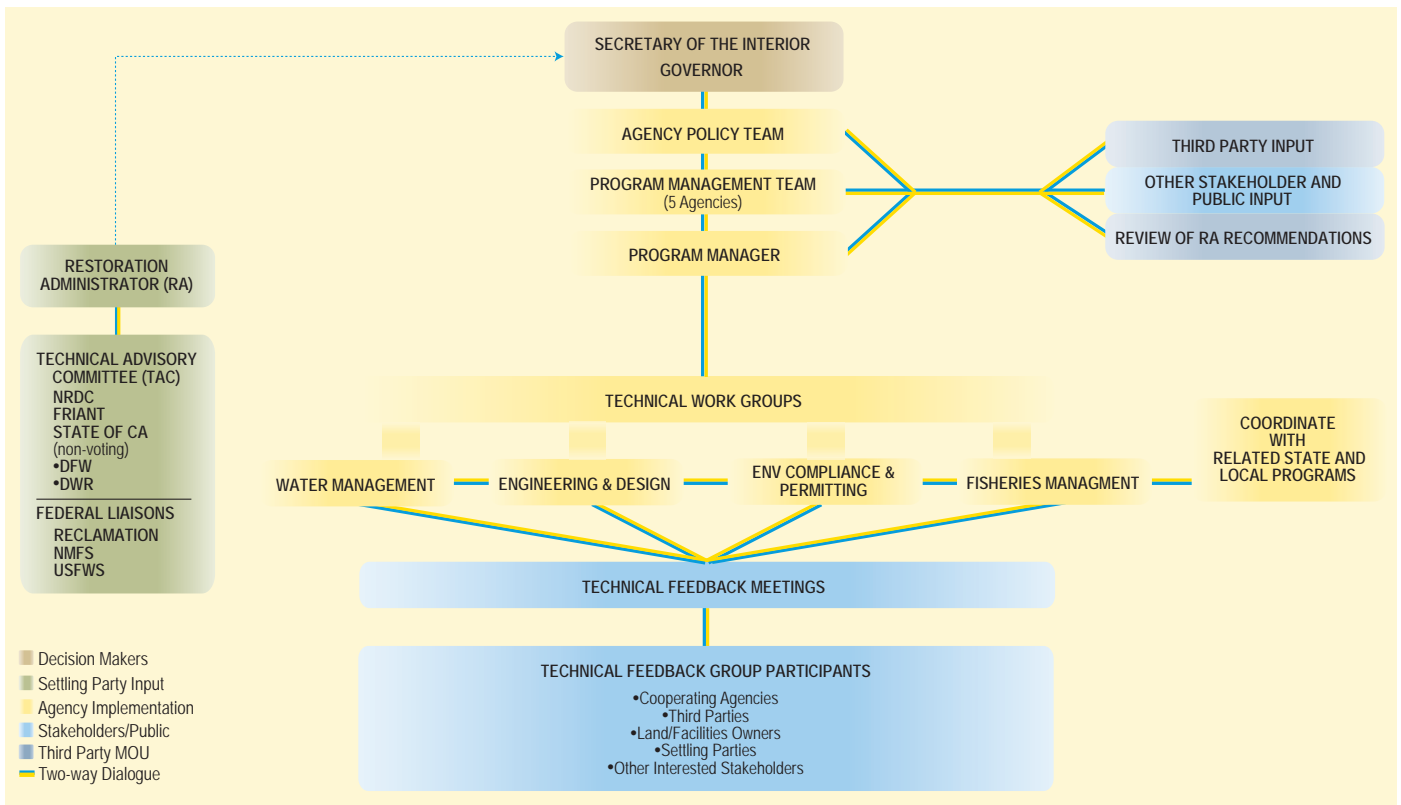 SECRETARY OF THE INTERIOR
GOVERNOR
AGENCY POLICY TEAM
PROGRAM MANAGEMENT TEAM
(5 Agencies)
PROGRAM MANAGER
THIRD PARTY INPUT
OTHER STAKEHOLDER AND
PUBLIC INPUT
REVIEW OF RA RECOMMENDATIONS
RESTORATION
ADMINISTRATOR (RA)
TECHNICAL ADVISORY
COMMITTEE (TAC)
NRDC
FRIANT
STATE OF CA
(non-voting)
•DFW
•DWR
FEDERAL LIAISONS
RECLAMATION
NMFS
USFWS
TECHNICAL WORK GROUPS
WATER MANAGEMENT
ENGINEERING & DESIGN
ENV COMPLIANCE &
PERMITTING
FISHERIES MANAGMENT
COORDINATE
WITH
RELATED STATE AND
LOCAL PROGRAMS
TECHNICAL FEEDBACK MEETINGS
TECHNICAL FEEDBACK GROUP PARTICIPANTS
•Cooperating Agencies
•Third Parties
•Land/Facilities Owners
•Settling Parties
•Other Interested Stakeholders
Decision Makers
Settling Party Input
Agency Implementation
Stakeholders/Public
Third Party MOU
Two-way Dialogue